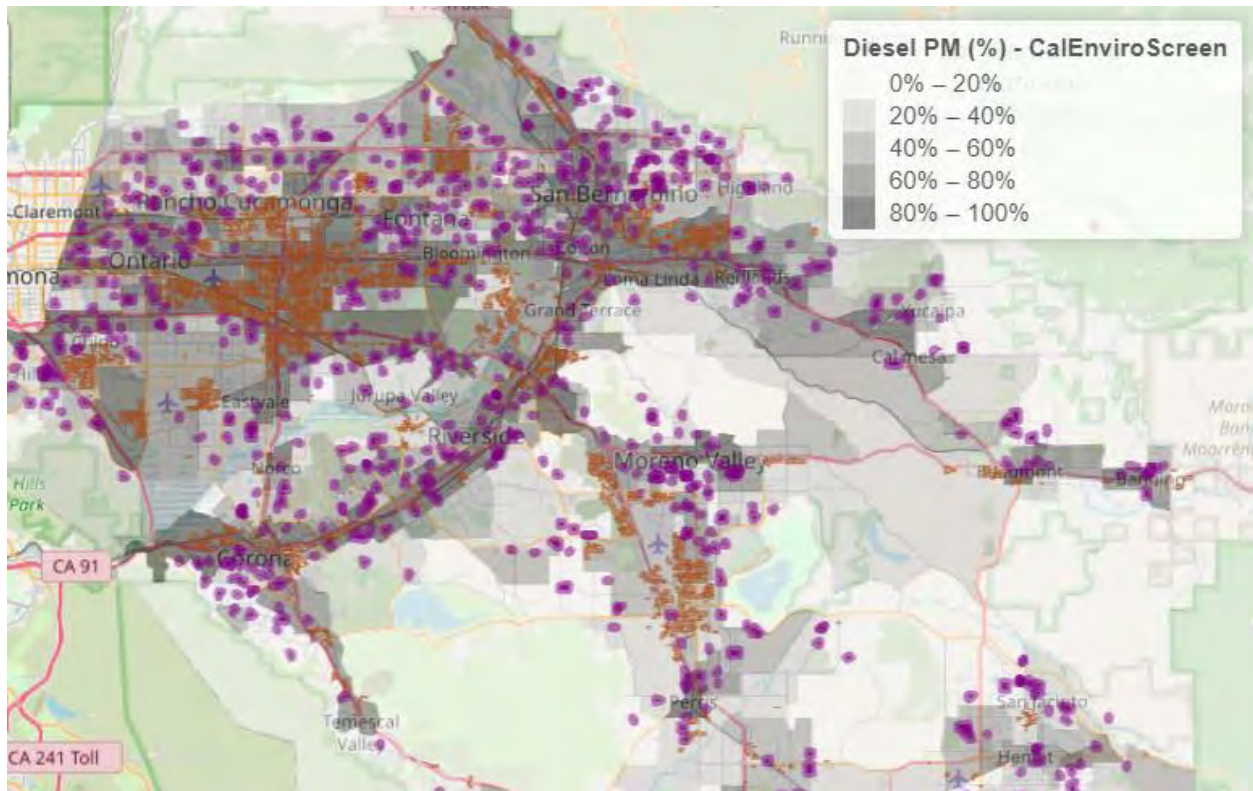 Diesel PM (%) - CalEnviroScreen
0% – 20%
20% – 40%
40% – 60%
60% – 80%
80% – 100%
Claremont
Rancho Cucamonga
San Bernardino
Highland
Fontana
Ontario
Bloomington
Loma Linda
Redlands
Grand Terrace
Yucaipa
Chino
Calimesa
Eastvale
Jurupa Valley
Riverside
Norco
Moreno Valley
Beaumont
Banning
Hills
Park
Corona
CA 91
Perris
San Jacinto
Temescal
Valley
CA 241 Toll
Hemet